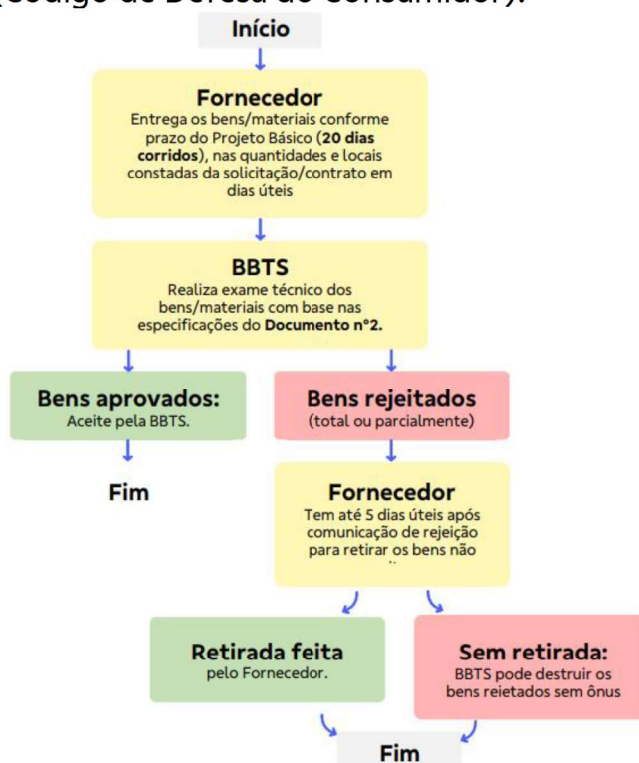 (Código de Defesa do Consumidor).
Início
Fornecedor
Entrega os bens/materiais conforme
prazo do Projeto Básico (20 dias
corridos), nas quantidades e locais
constadas da solicitação/contrato em
dias úteis
BBTS
Realiza exame técnico dos
bens/materiais com base nas
especificações do Documento nº2.
Bens aprovados:
Aceite pela BBTS.
Bens rejeitados
(total ou parcialmente)
Fim
Fornecedor
Tem até 5 dias úteis após
comunicação de rejeição
para retirar os bens não
Retirada feita
pelo Fornecedor.
Sem retirada:
BBTS pode destruir os
bens rejeitados sem ônus
Fim